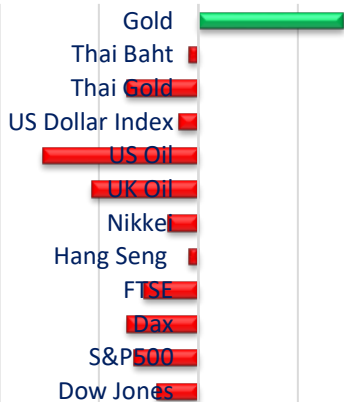 Gold
Thai Baht
Thai Gold
US Dollar Index
US Oil
UK Oil
Nikkei
Hang Seng
FTSE
Dax
S&P500
Dow Jones